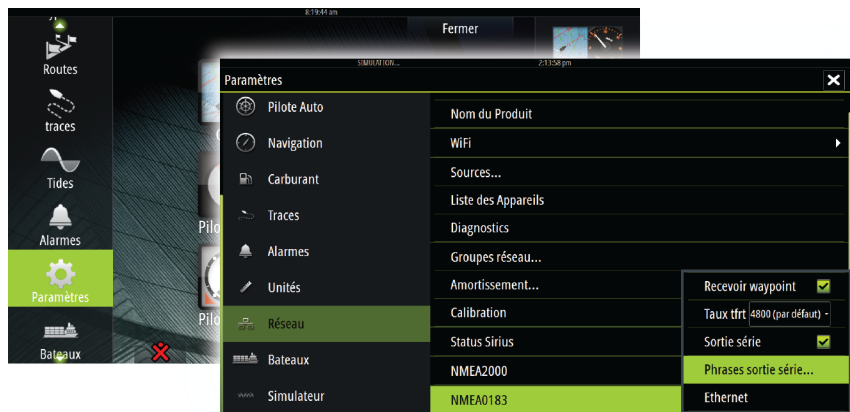 8:19:44 am
Fermer
Routes
traces
Tides
Alarmes
Paramètres
Bateaux
Pilo
Pilo
SIMULATION...
2:13:58 pm
Paramètres
Pilote Auto
Navigation
Carburant
Traces
Alarmes
Unités
Réseau
Bateaux
Simulateur
Nom du Produit
WiFi
Sources...
Liste des Appareils
Diagnostics
Groupes réseau...
Amortissement...
Calibration
Status Sirius
NMEA2000
NMEA0183
Recevoir waypoint
Taux tfrt 4800 (par défaut)
Sortie série
Phrases sortie série...
Ethernet